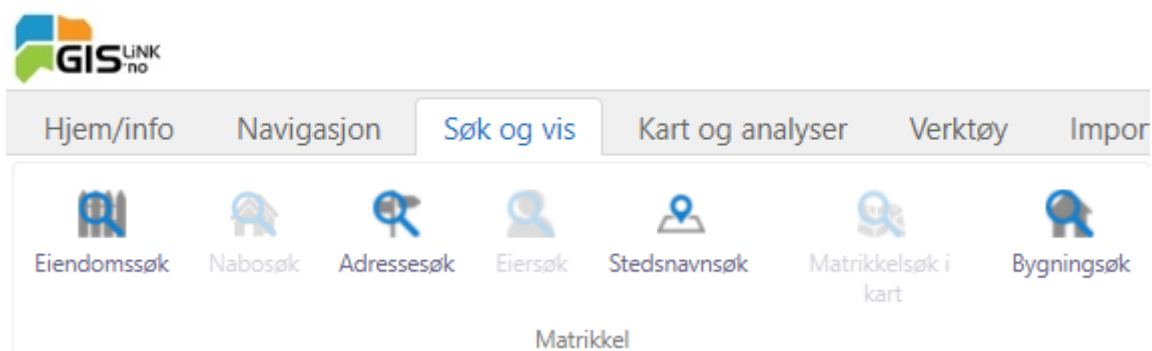 GIS LiNK
.no
Hjem/info Navigasjon Søk og vis Kart og analyser Verktøy Impor
Eiendomssøk Nabosøk Adressesøk Eiersøk Stedsnavnsøk Matrikkelsøk i Bygningsøk
kart
Matrikkel